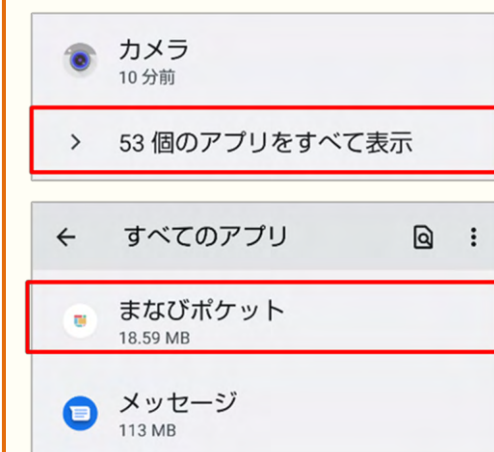 カメラ
10 分前
53 個のアプリをすべて表示
すべてのアプリ
まなびポケット
18.59 MB
メッセージ
113 MB